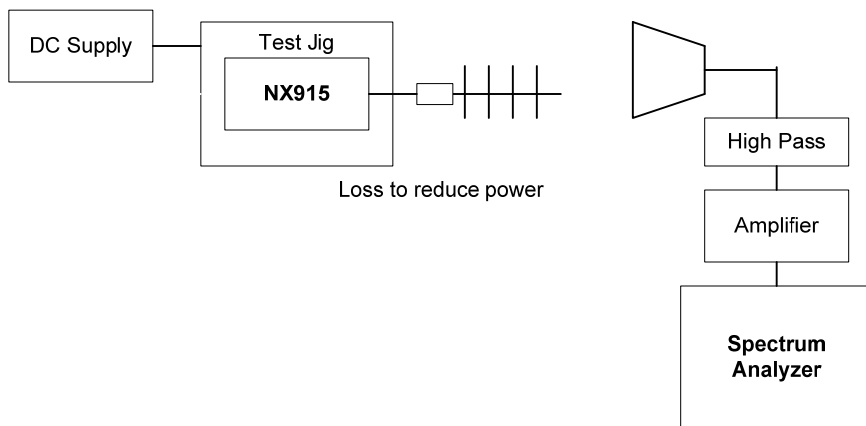 DC Supply
Test Jig
NX915
Loss to reduce power
High Pass
Amplifier
Spectrum
Analyzer